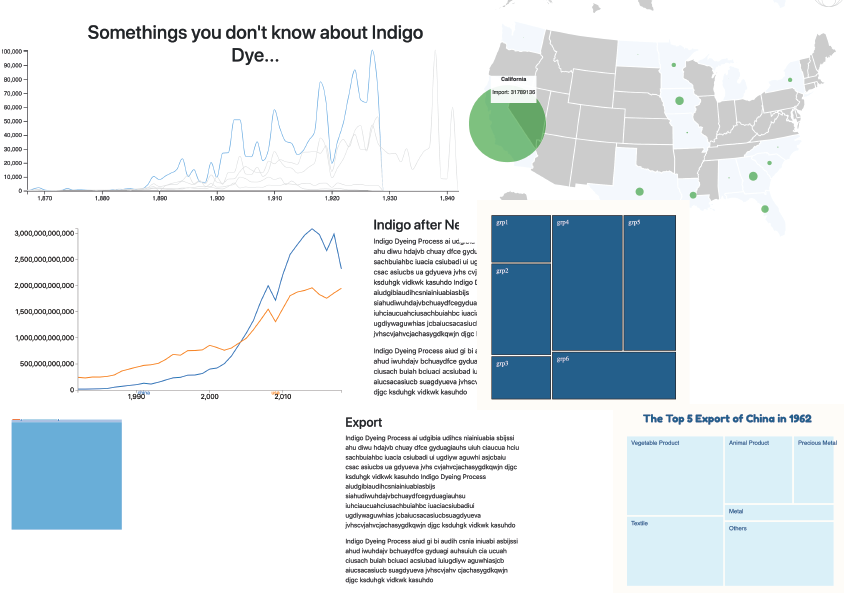 Somethings you don't know about Indigo
Dye...
100,000
90,000
80,000
70,000
60,000
50,000
40,000
30,000
20,000
10,000
0
1,870
1,880
1,890
1,900
1,910
1,920
1,930
1,940
California
Import: 31789135
3,000,000,000,000
2,500,000,000,000
2,000,000,000,000
1,500,000,000,000
1,000,000,000,000
500,000,000,000
0
1,990
2,000
2,010
Indigo after Ne
Indigo Dyeing Process ai
ahu diwu hdajvb chuay dfce gydu
sachbuiahbc iuacia csiubadi ui ug
csac asiucbs ua gdyueva jvhs cvj
ksduhgk vidkwk kasuhdo Indigo D
aiudgibiaudihcsniainiuabiasbijs
siahudiwuhdajvbchuaydfcegydua
iuhciaucuahciusachbuiahbc iuaci
ugdiywaguwhias jcbaiucsacasiuc
jvhscvjahvcjachasygdkqwjn djgc
Indigo Dyeing Process aiud gi bi a
ahud iwuhdajv bchuaydfce gydua
ciusach buiah bciuaci acsiubad iu
aiucsacasiucb suagdyueva jvhscv
ksduhgk vidkwk kasuhdo
grp1
grp4
grp5
grp2
grp3
grp6
Export
Indigo Dyeing Process ai udgibia udihcs niainiuabia sbijssi
ahu diwu hdajvb chuay dfce gyduagiauhs uiuh ciaucua hciu
sachbuiahbc iuacia csiubadi ui ugdiyw aguwhi asjcbaiu
csac asiucbs ua gdyueva jvhs cvjahvcjachasygdkqwjn djgc
ksduhgk vidkwk kasuhdo Indigo Dyeing Process
aiudgibiaudihcsniainiuabiasbijs
siahudiwuhdajvbchuaydfcegyduagiauhsu
iuhciaucuahciusachbuiahbc iuaciacsiubadiui
ugdiywaguwhias jcbaiucsacasiucbsuagdyueva
jvhscvjahvcjachasygdkqwjn djgc ksduhgk vidkwk kasuhdo
Indigo Dyeing Process aiud gi bi audih csnia iniuabi asbijssi
ahud iwuhdajv bchuaydfce gyduagi auhsiuh cia ucuah
ciusach buiah bciuaci acsiubad iuiugdiyw aguwhiasjcb
aiucsacasiucb suagdyueva jvhscvjahv cjachasygdkqwjn
djgc ksduhgk vidkwk kasuhdo
The Top 5 Export of China in 1962
Vegetable Product
Animal Product
Precious Metal
Metal
Textile
Others